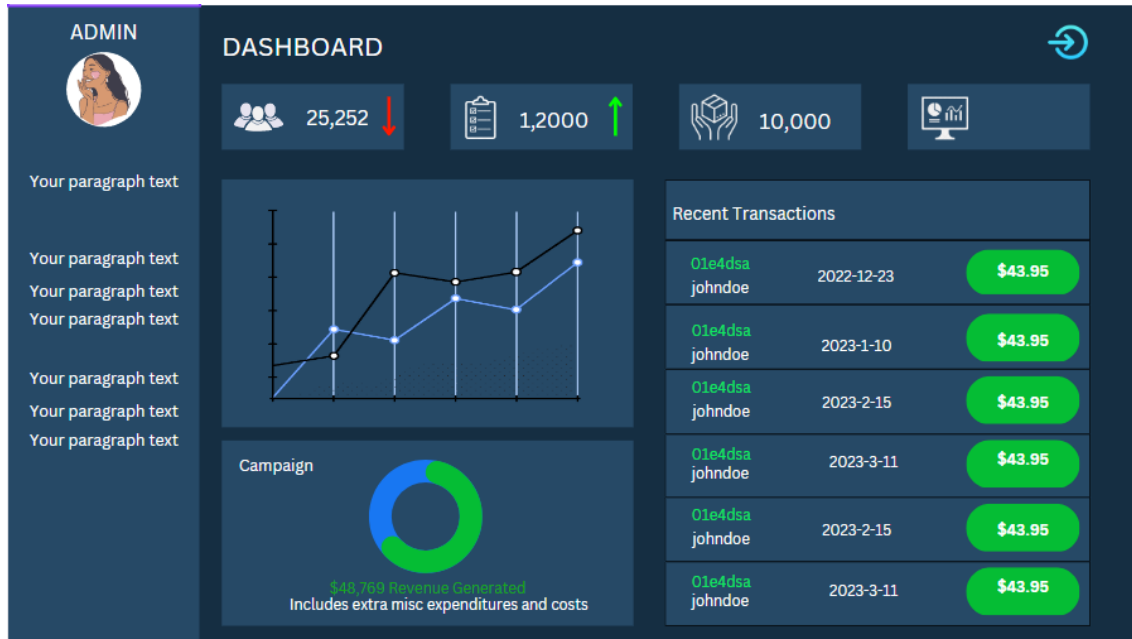 ADMIN
DASHBOARD
25,252
1,2000
10,000
Your paragraph text
Your paragraph text
Your paragraph text
Your paragraph text
Your paragraph text
Your paragraph text
Your paragraph text
Recent Transactions
01e4dsa
johndoe
2022-12-23
$43.95
01e4dsa
johndoe
2023-1-10
$43.95
01e4dsa
johndoe
2023-2-15
$43.95
01e4dsa
johndoe
2023-3-11
$43.95
01e4dsa
johndoe
2023-2-15
$43.95
01e4dsa
johndoe
2023-3-11
$43.95
Campaign
$48,769 Revenue Generated
Includes extra misc expenditures and costs